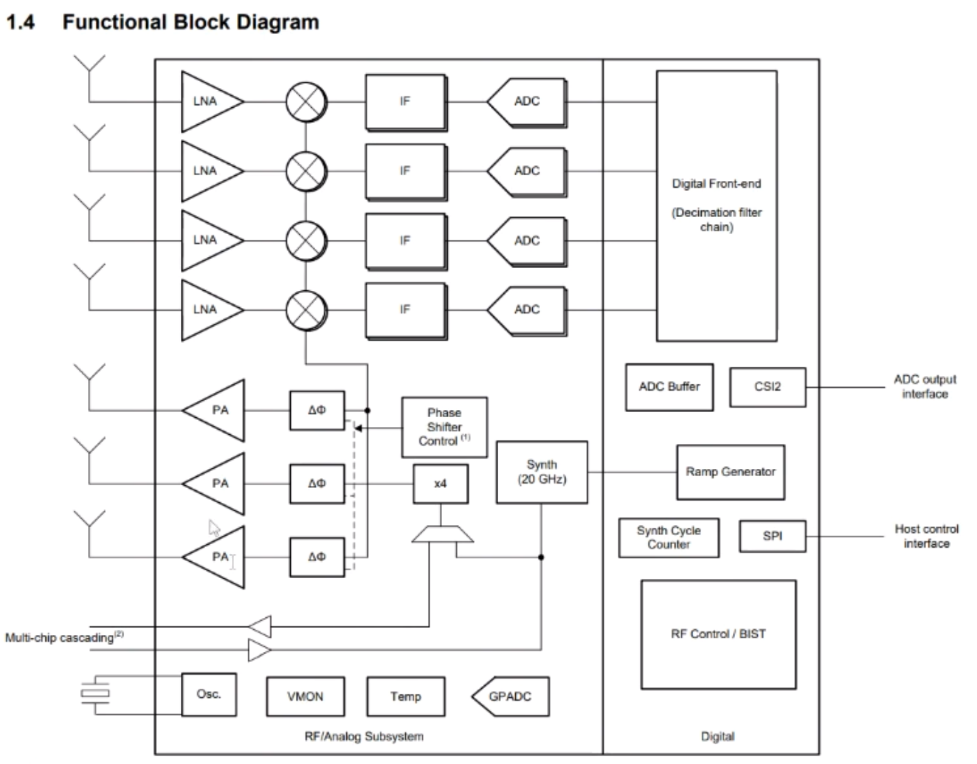 1.4 Functional Block Diagram
LNA
IF
ADC
LNA
IF
ADC
LNA
IF
ADC
LNA
IF
ADC
Digital Front-end
(Decimation filter
chain)
ADC Buffer
CSI2
ADC output
interface
PA
ΔΦ
Phase
Shifter
Control (1)
PA
ΔΦ
x4
Synth
(20 GHz)
Ramp Generator
PA
ΔΦ
Synth Cycle
Counter
SPI
Host control
interface
Multi-chip cascading(2)
RF Control / BIST
Osc.
VMON
Temp
GPADC
RF/Analog Subsystem
Digital